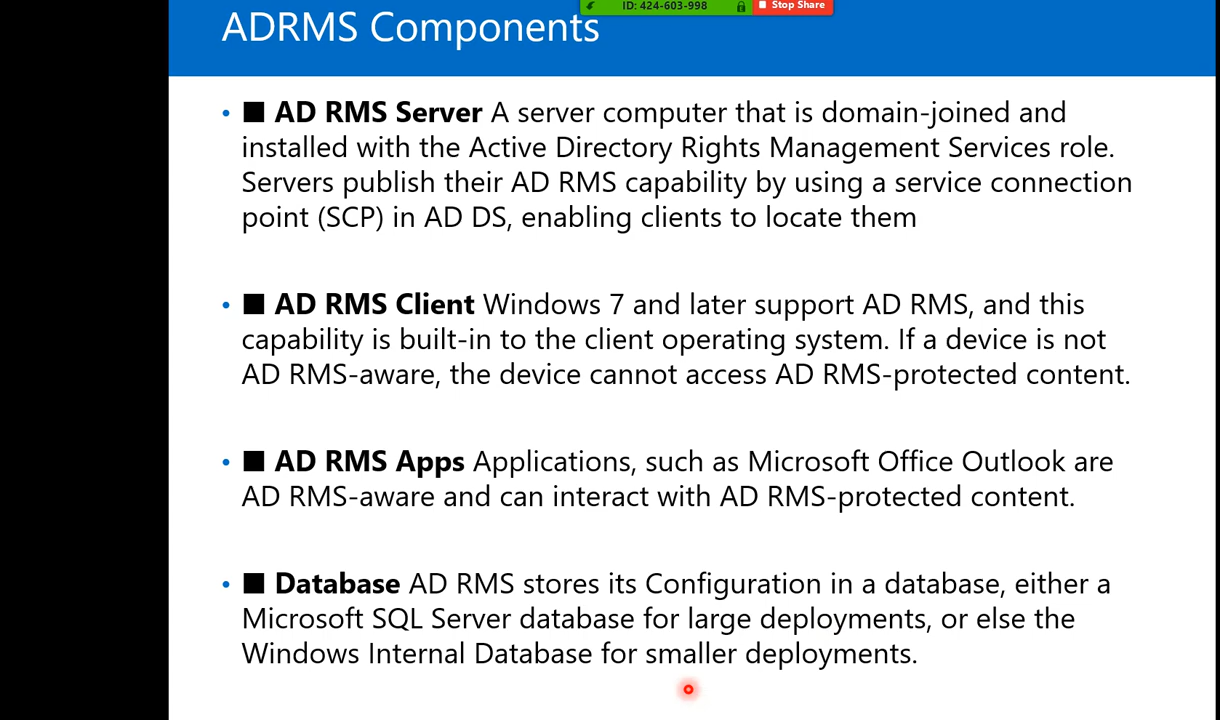 ID: 424-603-998
Stop Share
ADRMS Components
• ■ AD RMS Server A server computer that is domain-joined and
installed with the Active Directory Rights Management Services role.
Servers publish their AD RMS capability by using a service connection
point (SCP) in AD DS, enabling clients to locate them
• ■ AD RMS Client Windows 7 and later support AD RMS, and this
capability is built-in to the client operating system. If a device is not
AD RMS-aware, the device cannot access AD RMS-protected content.
• ■ AD RMS Apps Applications, such as Microsoft Office Outlook are
AD RMS-aware and can interact with AD RMS-protected content.
• ■ Database AD RMS stores its Configuration in a database, either a
Microsoft SQL Server database for large deployments, or else the
Windows Internal Database for smaller deployments.